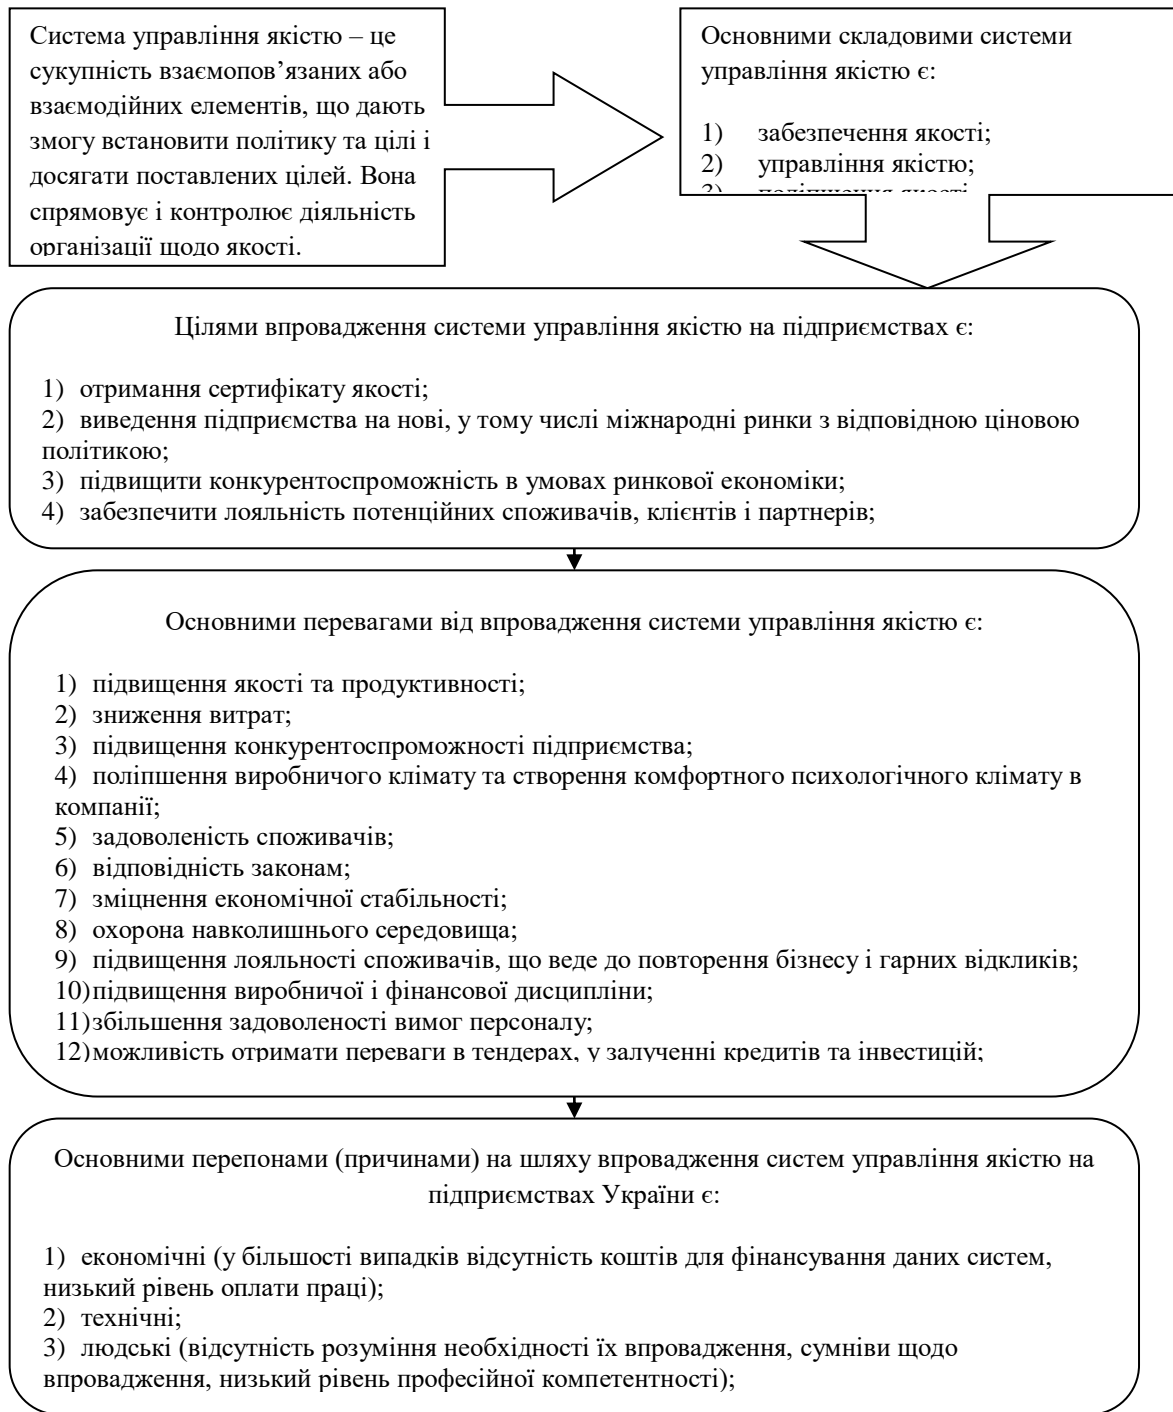 Система управління якістю – це
сукупність взаємопов’язаних або
взаємодійних елементів, що дають
змогу встановити політику та цілі і
досягати поставлених цілей. Вона
спрямовує і контролює діяльність
організації щодо якості.
Основними складовими системи
управління якістю є:
1) забезпечення якості;
2) управління якістю;
3) поліпшення якості
Цілями впровадження системи управління якістю на підприємствах є:
1) отримання сертифікату якості;
2) виведення підприємства на нові, у тому числі міжнародні ринки з відповідною ціновою
політикою;
3) підвищити конкурентоспроможність в умовах ринкової економіки;
4) забезпечити лояльність потенційних споживачів, клієнтів і партнерів;
Основними перевагами від впровадження системи управління якістю є:
1) підвищення якості та продуктивності;
2) зниження витрат;
3) підвищення конкурентоспроможності підприємства;
4) поліпшення виробничого клімату та створення комфортного психологічного клімату в
компанії;
5) задоволеність споживачів;
6) відповідність законам;
7) зміцнення економічної стабільності;
8) охорона навколишнього середовища;
9) підвищення лояльності споживачів, що веде до повторення бізнесу і гарних відкликів;
10)підвищення виробничої і фінансової дисципліни;
11)збільшення задоволеності вимог персоналу;
12)можливість отримати переваги в тендерах, у залученні кредитів та інвестицій;
Основними перепонами (причинами) на шляху впровадження систем управління якістю на
підприємствах України є:
1) економічні (у більшості випадків відсутність коштів для фінансування даних систем,
низький рівень оплати праці);
2) технічні;
3) людські (відсутність розуміння необхідності їх впровадження, сумніви щодо
впровадження, низький рівень професійної компетентності);